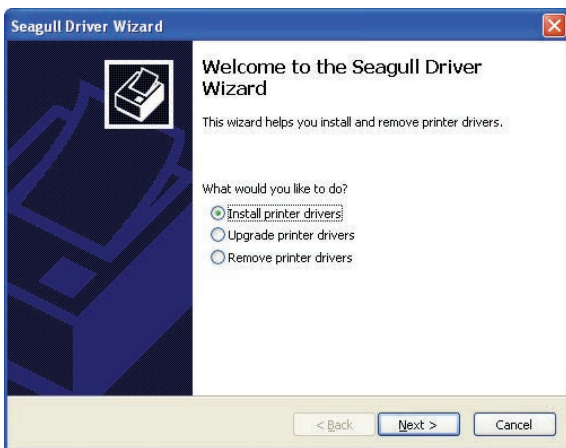 Seagull Driver Wizard
Welcome to the Seagull Driver
Wizard
This wizard helps you install and remove printer drivers.
What would you like to do?
Install printer drivers
Upgrade printer drivers
Remove printer drivers
< Back Next > Cancel